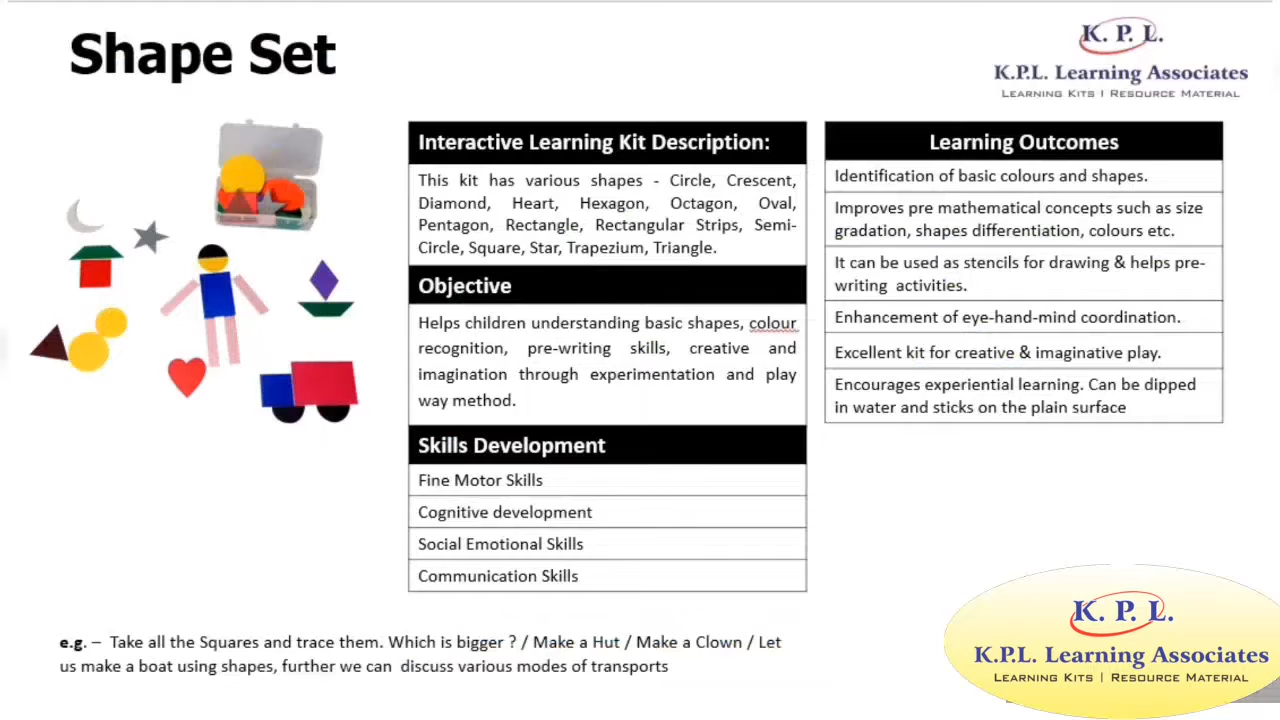 Shape Set
K. P. L.
K.P.L. Learning Associates
Learning Kits | Resource Material
Interactive Learning Kit Description:
This kit has various shapes - Circle, Crescent,
Diamond, Heart, Hexagon, Octagon, Oval,
Pentagon, Rectangle, Rectangular Strips, Semi-
Circle, Square, Star, Trapezium, Triangle.
Objective
Helps children understanding basic shapes, colour
recognition, pre-writing skills, creative and
imagination through experimentation and play
way method.
Skills Development
Fine Motor Skills
Cognitive development
Social Emotional Skills
Communication Skills
Learning Outcomes
Identification of basic colours and shapes.
Improves pre mathematical concepts such as size
gradation, shapes differentiation, colours etc.
It can be used as stencils for drawing & helps pre-
writing activities.
Enhancement of eye-hand-mind coordination.
Excellent kit for creative & imaginative play.
Encourages experiential learning. Can be dipped
in water and sticks on the plain surface
e.g. – Take all the Squares and trace them. Which is bigger ? / Make a Hut / Make a Clown / Let
us make a boat using shapes, further we can discuss various modes of transports
K. P. L.
K.P.L. Learning Associates
Learning Kits | Resource Material